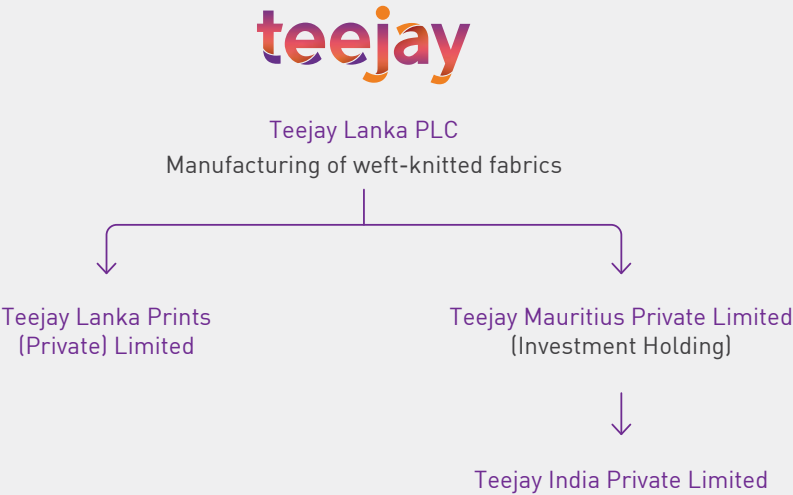 teejay
Teejay Lanka PLC
Manufacturing of weft-knitted fabrics
Teejay Lanka Prints
(Private) Limited
Teejay Mauritius Private Limited
(Investment Holding)
Teejay India Private Limited